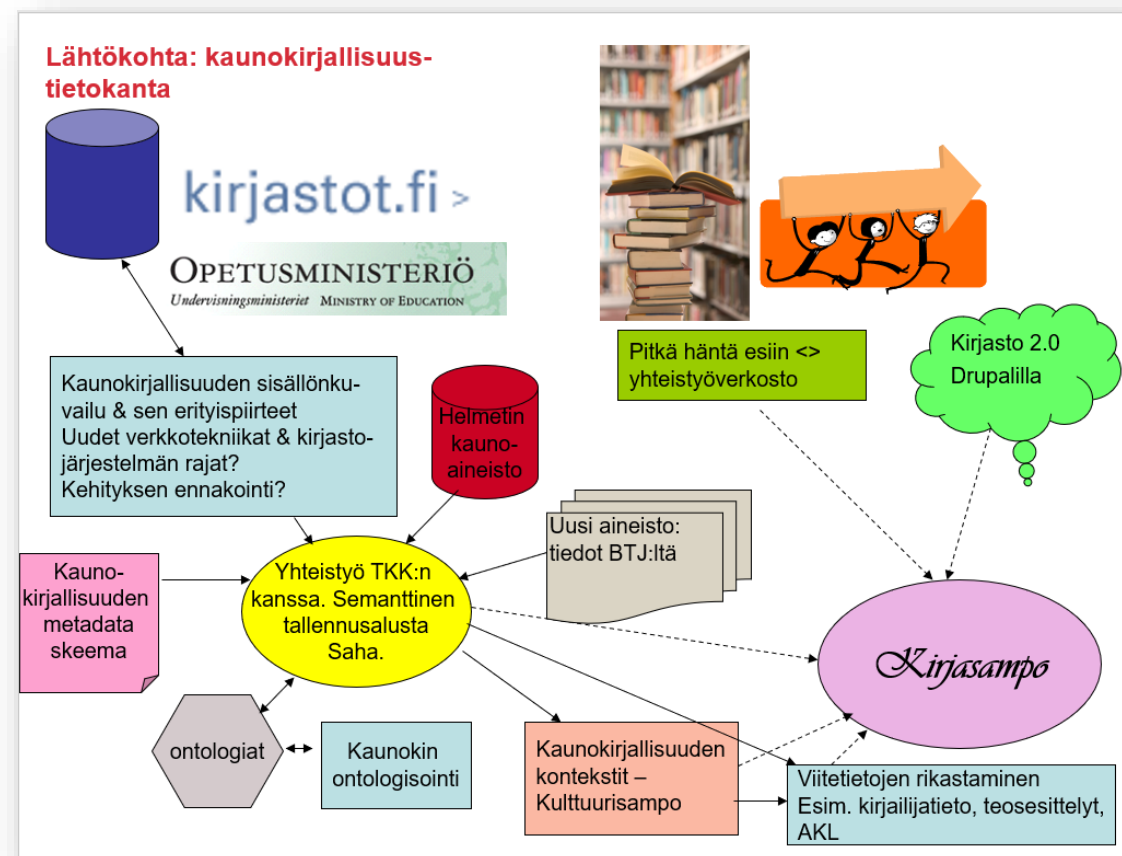 Lähtökohta: kaunokirjallisuus-
tietokanta
kirjastot.fi >
OPETUSMINISTERIÖ
Undervisningsministeriet MINISTRY OF EDUCATION
Pitkä häntä esiin <>
yhteistyöverkosto
Kirjasto 2.0
Drupalilla
Kaunokirjallisuuden sisällönku-
vailu & sen erityispiirteet
Uudet verkkotekniikat & kirjasto-
järjestelmän rajat?
Kehityksen ennakointi?
Helmetin
kauno-
aineisto
Uusi aineisto:
tiedot BTJ:ltä
Kauno-
kirjallisuuden
metadata
skeema
Yhteistyö TKK:n
kanssa. Semanttinen
tallennusalusta
Saha.
Kirjasampo
ontologiat
Kaunokin
ontologisointi
Kaunokirjallisuuden
kontekstit –
Kulttuurisampo
Viitetietojen rikastaminen
Esim. kirjailijatieto, teosesittelyt,
AKL